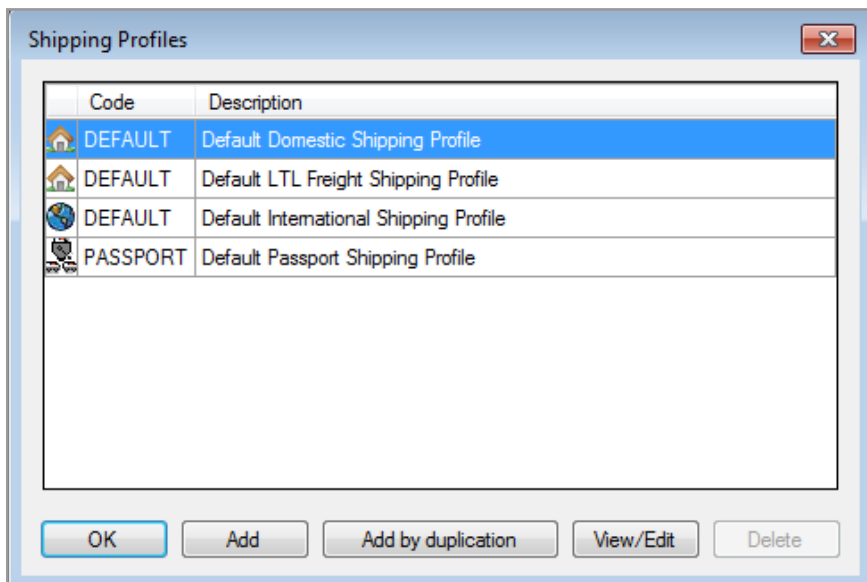 Shipping Profiles
Code Description
DEFAULT Default Domestic Shipping Profile
DEFAULT Default LTL Freight Shipping Profile
DEFAULT Default International Shipping Profile
PASSPORT Default Passport Shipping Profile
OK Add Add by duplication View/Edit Delete